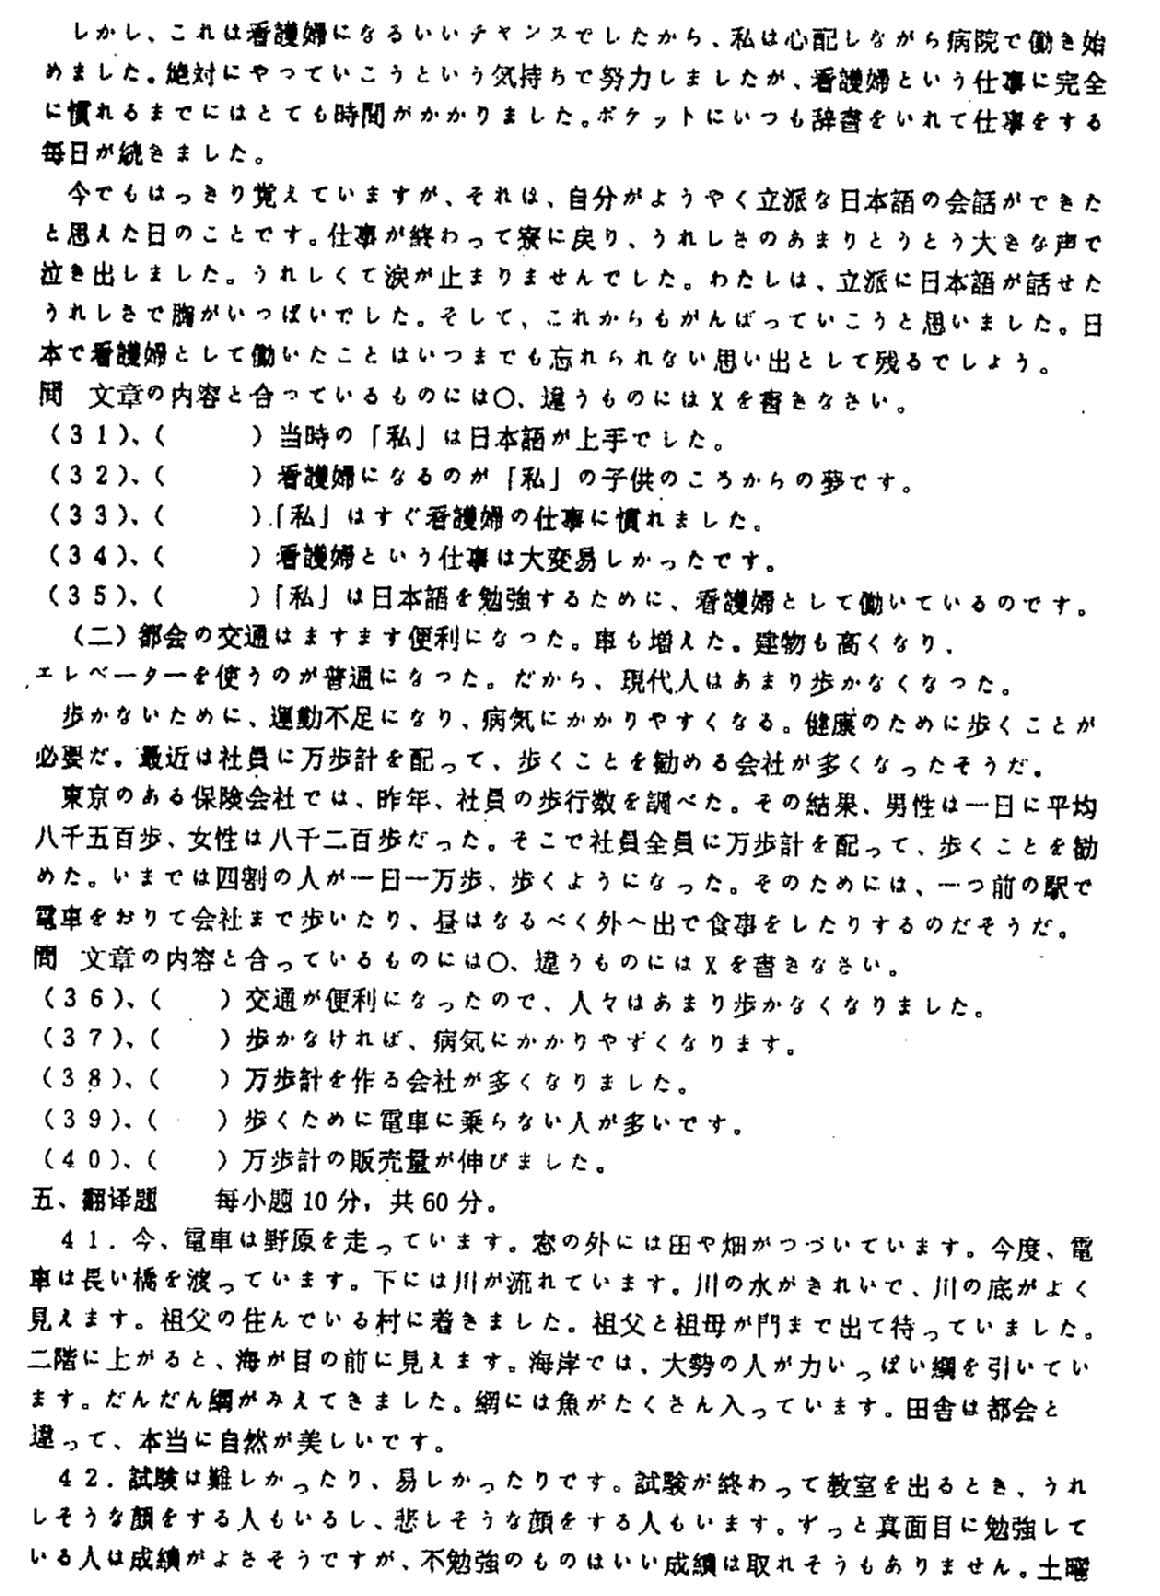 しかし、これは看護婦になるいいチャンスでしたから、私は心配しながら病院で働き始
めました。絶対にやっていこうという気持ちで努力しましたが、看護婦という仕事に完全
に慣れるまでにはとても時間がかかりました。ポケットにいつも辞書をいれて仕事をする
毎日が続きました。
今でもはっきり覚えていますが、それは、自分がようやく立派な日本語の会話ができた
と思えた日のことです。仕事が終わって寮に戻り、うれしさのあまりとうとう大きな声で
泣き出しました。うれしくて涙が止まりませんでした。わたしは、立派に日本語が話せた
うれしさで胸がいっぱいでした。そして、これからもがんばっていこうと思いました。日
本で看護婦として働いたことはいつまでも忘れられない思い出として残るでしょう。
問 文章の内容と合っているものには○、違うものにはXを書きなさい。
(31)、( )当時の「私」は日本語が上手でした。
(32)、( )看護婦になるのが「私」の子供のころからの夢です。
(33)、( )「私」はすぐ看護婦の仕事に慣れました。
(34)、( )看護婦という仕事は大変易しかったです。
(35)、( )「私」は日本語を勉強するために、看護婦として働いているのです。
(二)都会の交通はますます便利になった。車も増えた。建物も高くなり、
エレベーターを使うのが普通になった。だから、現代人はあまり歩かなくなった。
歩かないために、運動不足になり、病気にかかりやすくなる。健康のために歩くことが
必要だ。最近は社員に万歩計を配って、歩くことを勧める会社が多くなったそうだ。
東京のある保険会社では、昨年、社員の歩行数を調べた。その結果、男性は一日に平均
八千五百歩、女性は八千二百歩だった。そこで社員全員に万歩計を配って、歩くことを勧
めた。いまでは四割の人が一日一万歩、歩くようになった。そのためには、一つ前の駅で
電車をおりて会社まで歩いたり、昼はなるべく外へ出て食事をしたりするのだそうだ。
問 文章の内容と合っているものには○、違うものにはXを書きなさい。
(36)、( )交通が便利になったので、人々はあまり歩かなくなりました。
(37)、( )歩かなければ、病気にかかりやすくなります。
(38)、( )万歩計を作る会社が多くなりました。
(39)、( )歩くために電車に乗らない人が多いです。
(40)、( )万歩計の販売量が伸びました。
五、翻译题 每小题10分，共60分。
41.今、電車は野原を走っています。窓の外には田や畑がつづいています。今度、電
車は長い橋を渡っています。下には川が流れています。川の水がきれいで、川の底がよく
見えます。祖父の住んでいる村に着きました。祖父と祖母が門まで出て待っていました。
二階に上がると、海が目の前に見えます。海岸では、大勢の人が力いっぱい網を引いてい
ます。だんだん網がみえてきました。網には魚がたくさん入っています。田舎は都会と
違って、本当に自然が美しいです。
42.試験は難しかったり、易しかったりです。試験が終わって教室を出るとき、うれ
しそうな顔をする人もいるし、悲しそうな顔をする人もいます。ずっと真面目に勉強して
いる人は成績がよさそうですが、不勉強のものはいい成績は取れそうもありません。土曜